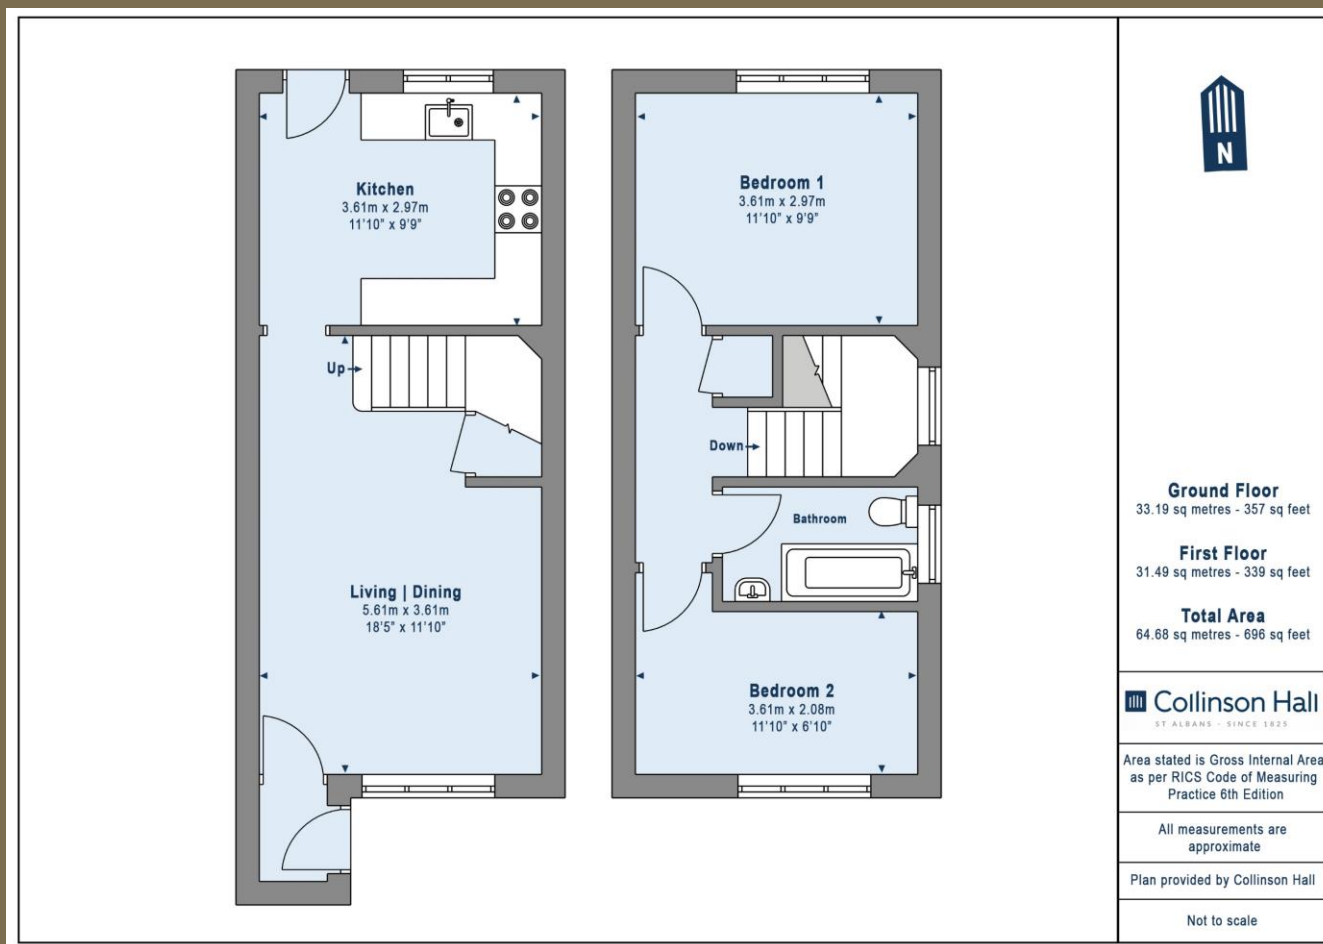 Kitchen
3.61m x 2.97m
11'10" x 9'9"
Up
Living | Dining
5.61m x 3.61m
18'5" x 11'10"
Bedroom 1
3.61m x 2.97m
11'10" x 9'9"
Down
Bathroom
Bedroom 2
3.61m x 2.08m
11'10" x 6'10"
N
Ground Floor
33.19 sq metres - 357 sq feet
First Floor
31.49 sq metres - 339 sq feet
Total Area
64.68 sq metres - 696 sq feet
Collinson Hall
ST ALBANS - SINCE 1825
Area stated is Gross Internal Area
as per RICS Code of Measuring
Practice 6th Edition
All measurements are
approximate
Plan provided by Collinson Hall
Not to scale